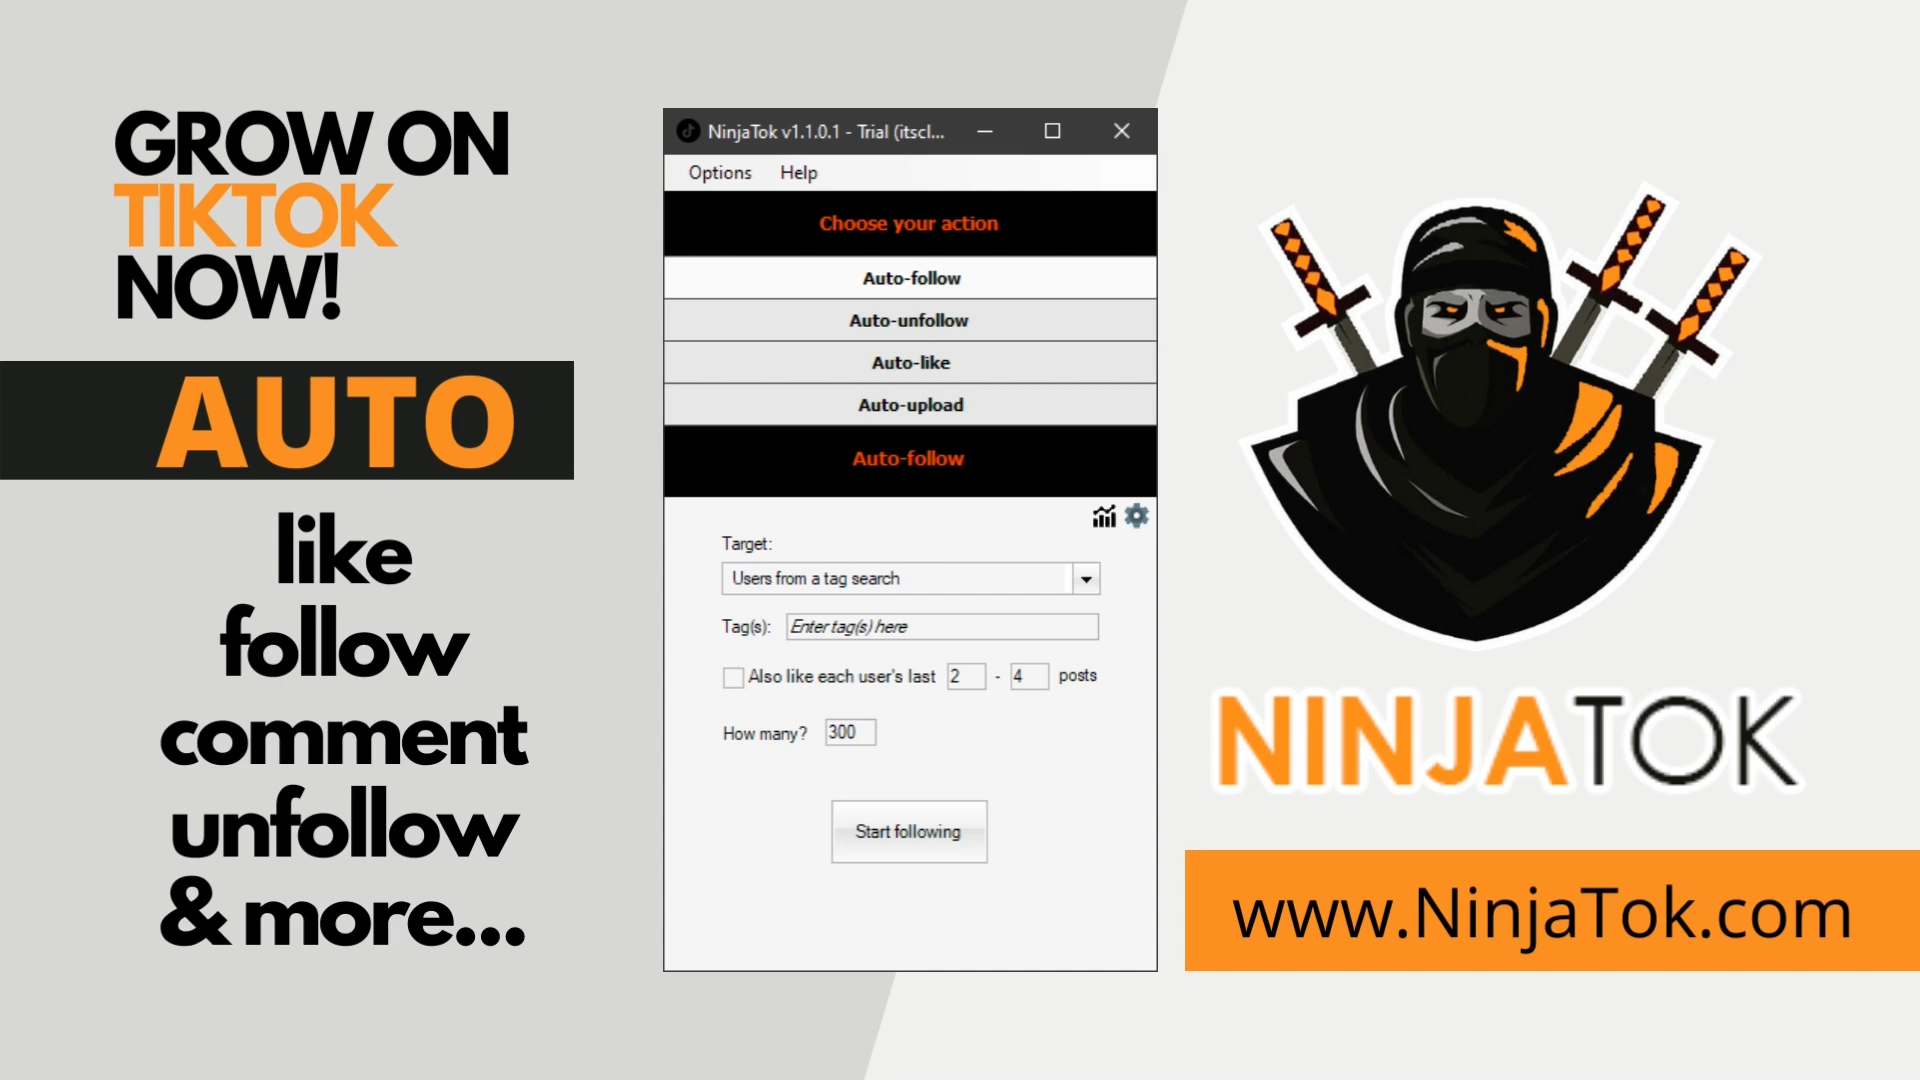 GROW ON
TIKTOK
NOW!
AUTO
like
follow
comment
unfollow
& more...
NinjaTok v1.1.0.1 - Trial (itscl...
Options Help
Choose your action
Auto-follow
Auto-unfollow
Auto-like
Auto-upload
Auto-follow
Target:
Users from a tag search
Tag(s): Enter tag(s) here
Also like each user's last 2 - 4 posts
How many? 300
Start following
NINJATOK
www.NinjaTok.com